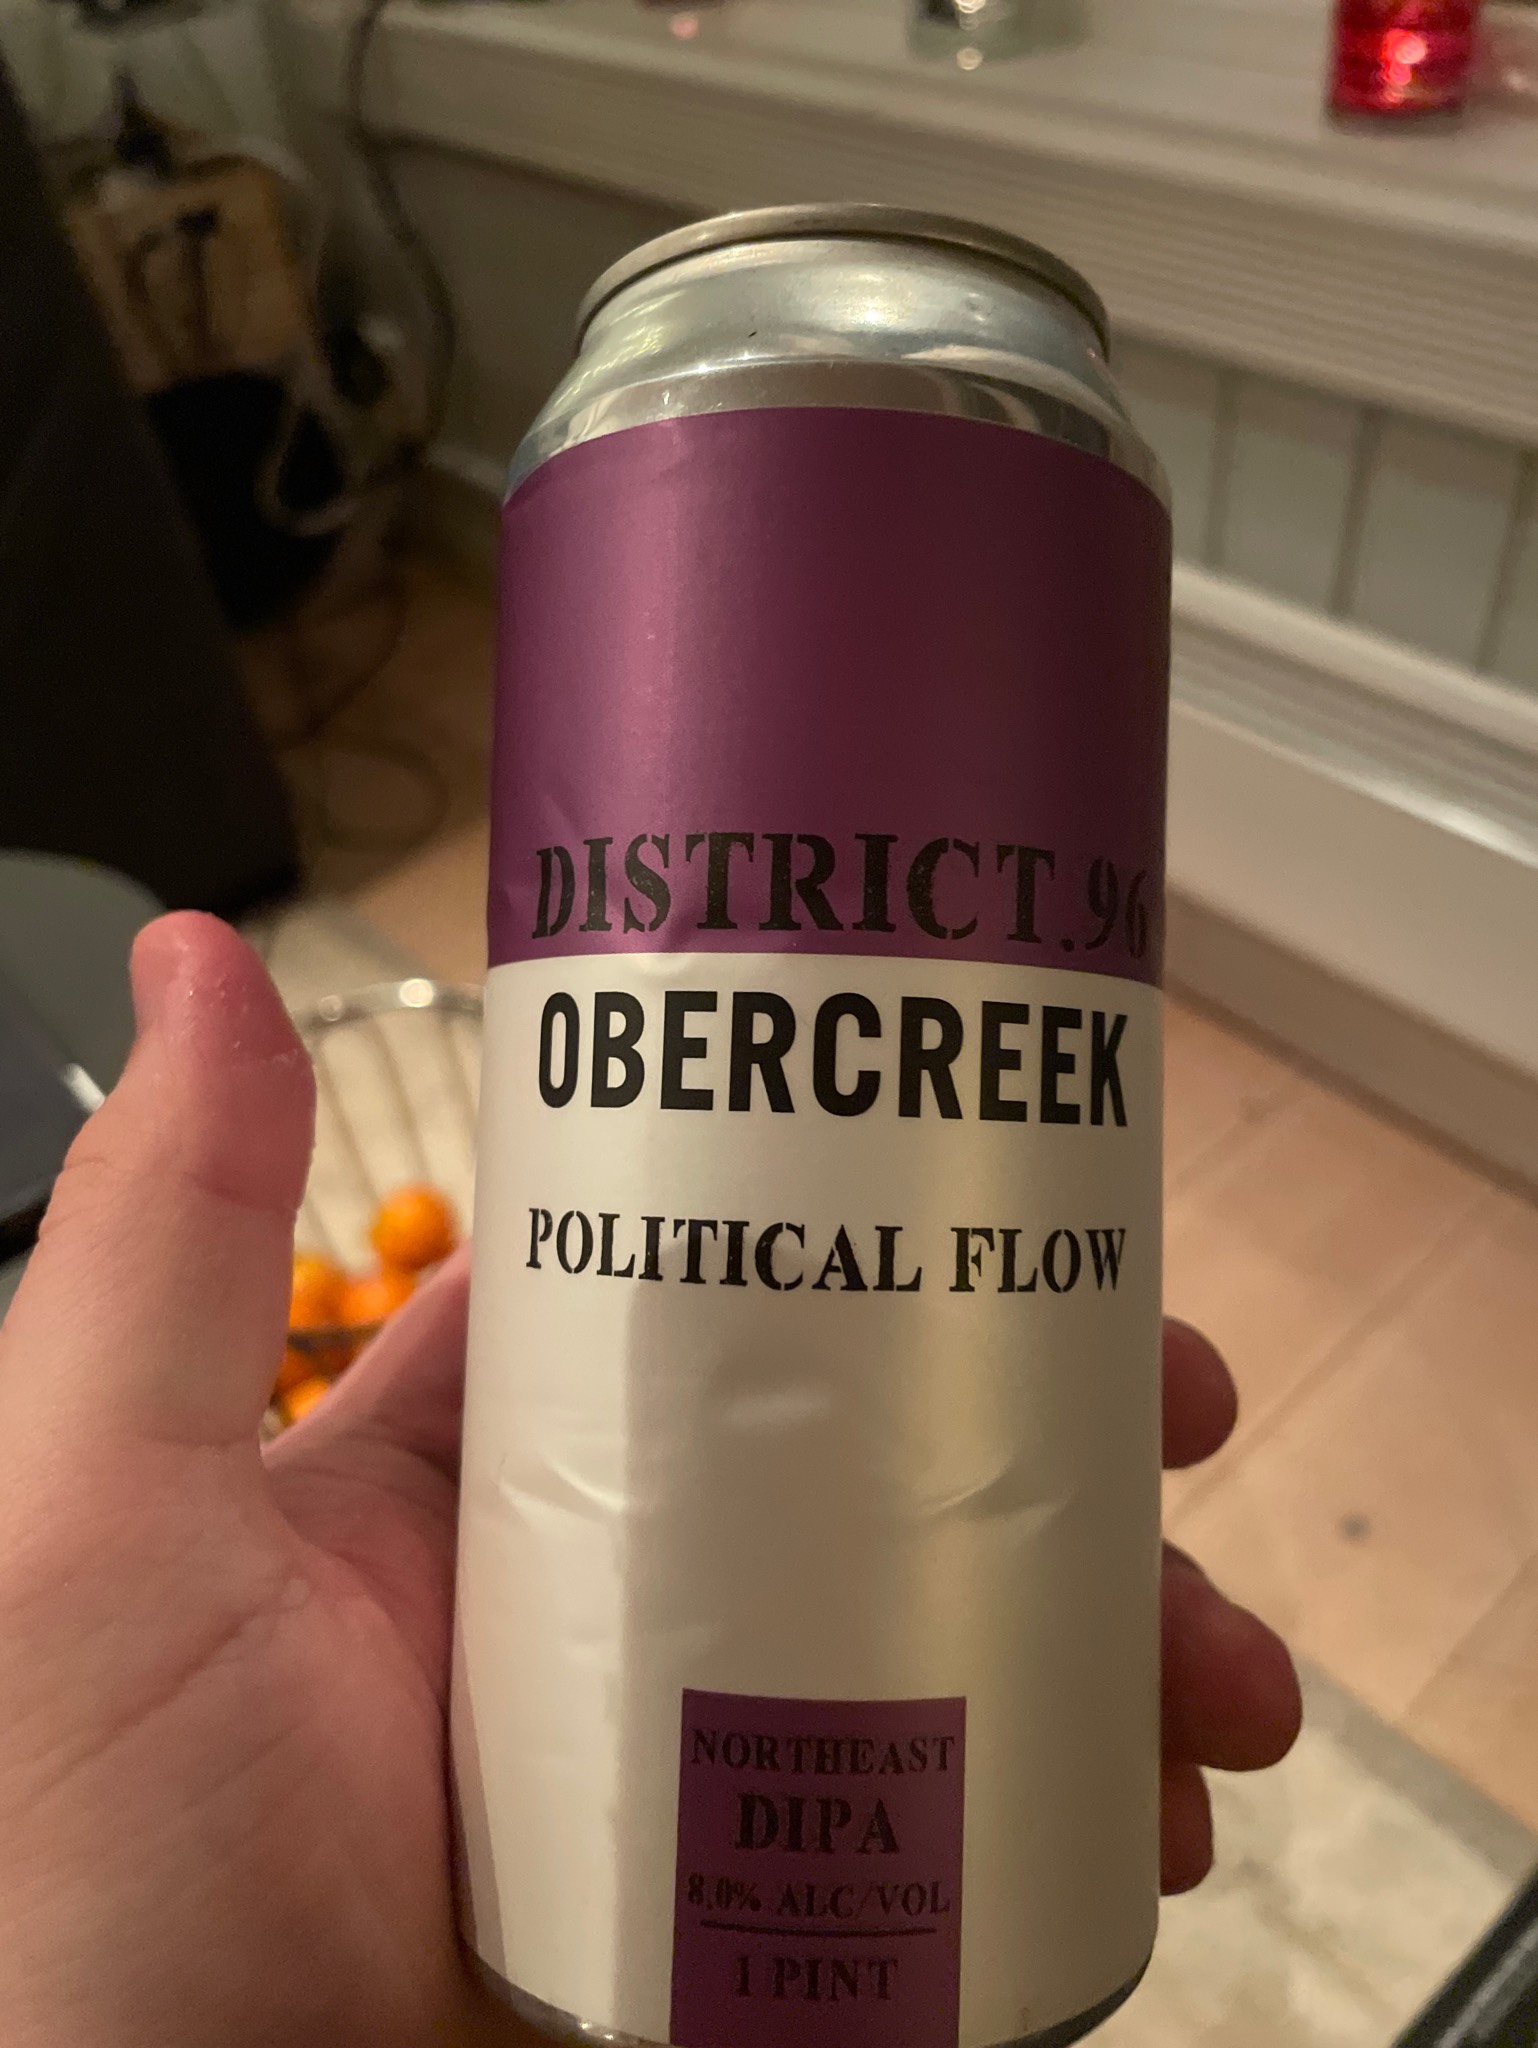 DISTRICT.96
OBERCREEK
POLITICAL FLOW
NORTHEAST
DIPA
8.0% ALC/VOL
1 PINT